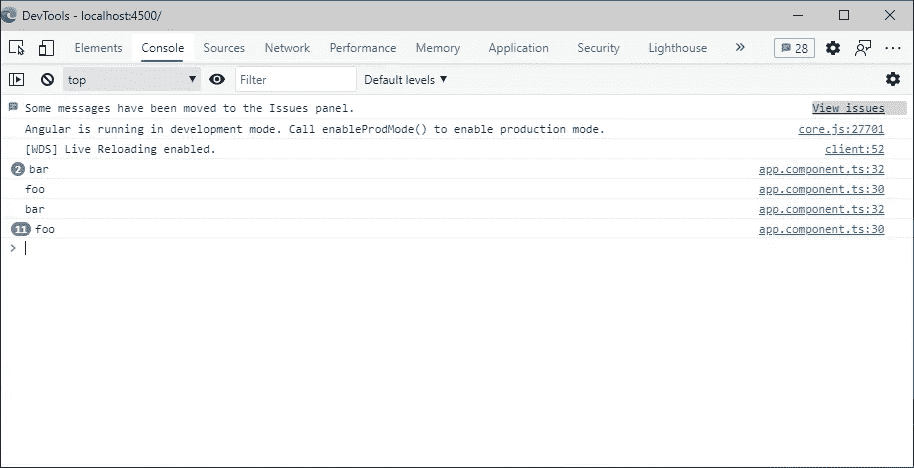 DevTools - localhost:4500/
Elements Console Sources Network Performance Memory Application Security Lighthouse » 28
top ▼ Filter Default levels ▼
Some messages have been moved to the Issues panel. View issues
Angular is running in development mode. Call enableProdMode() to enable production mode. core.js:27701
[WDS] Live Reloading enabled. client:52
2 bar app.component.ts:32
foo app.component.ts:30
bar app.component.ts:32
11 foo app.component.ts:30
>